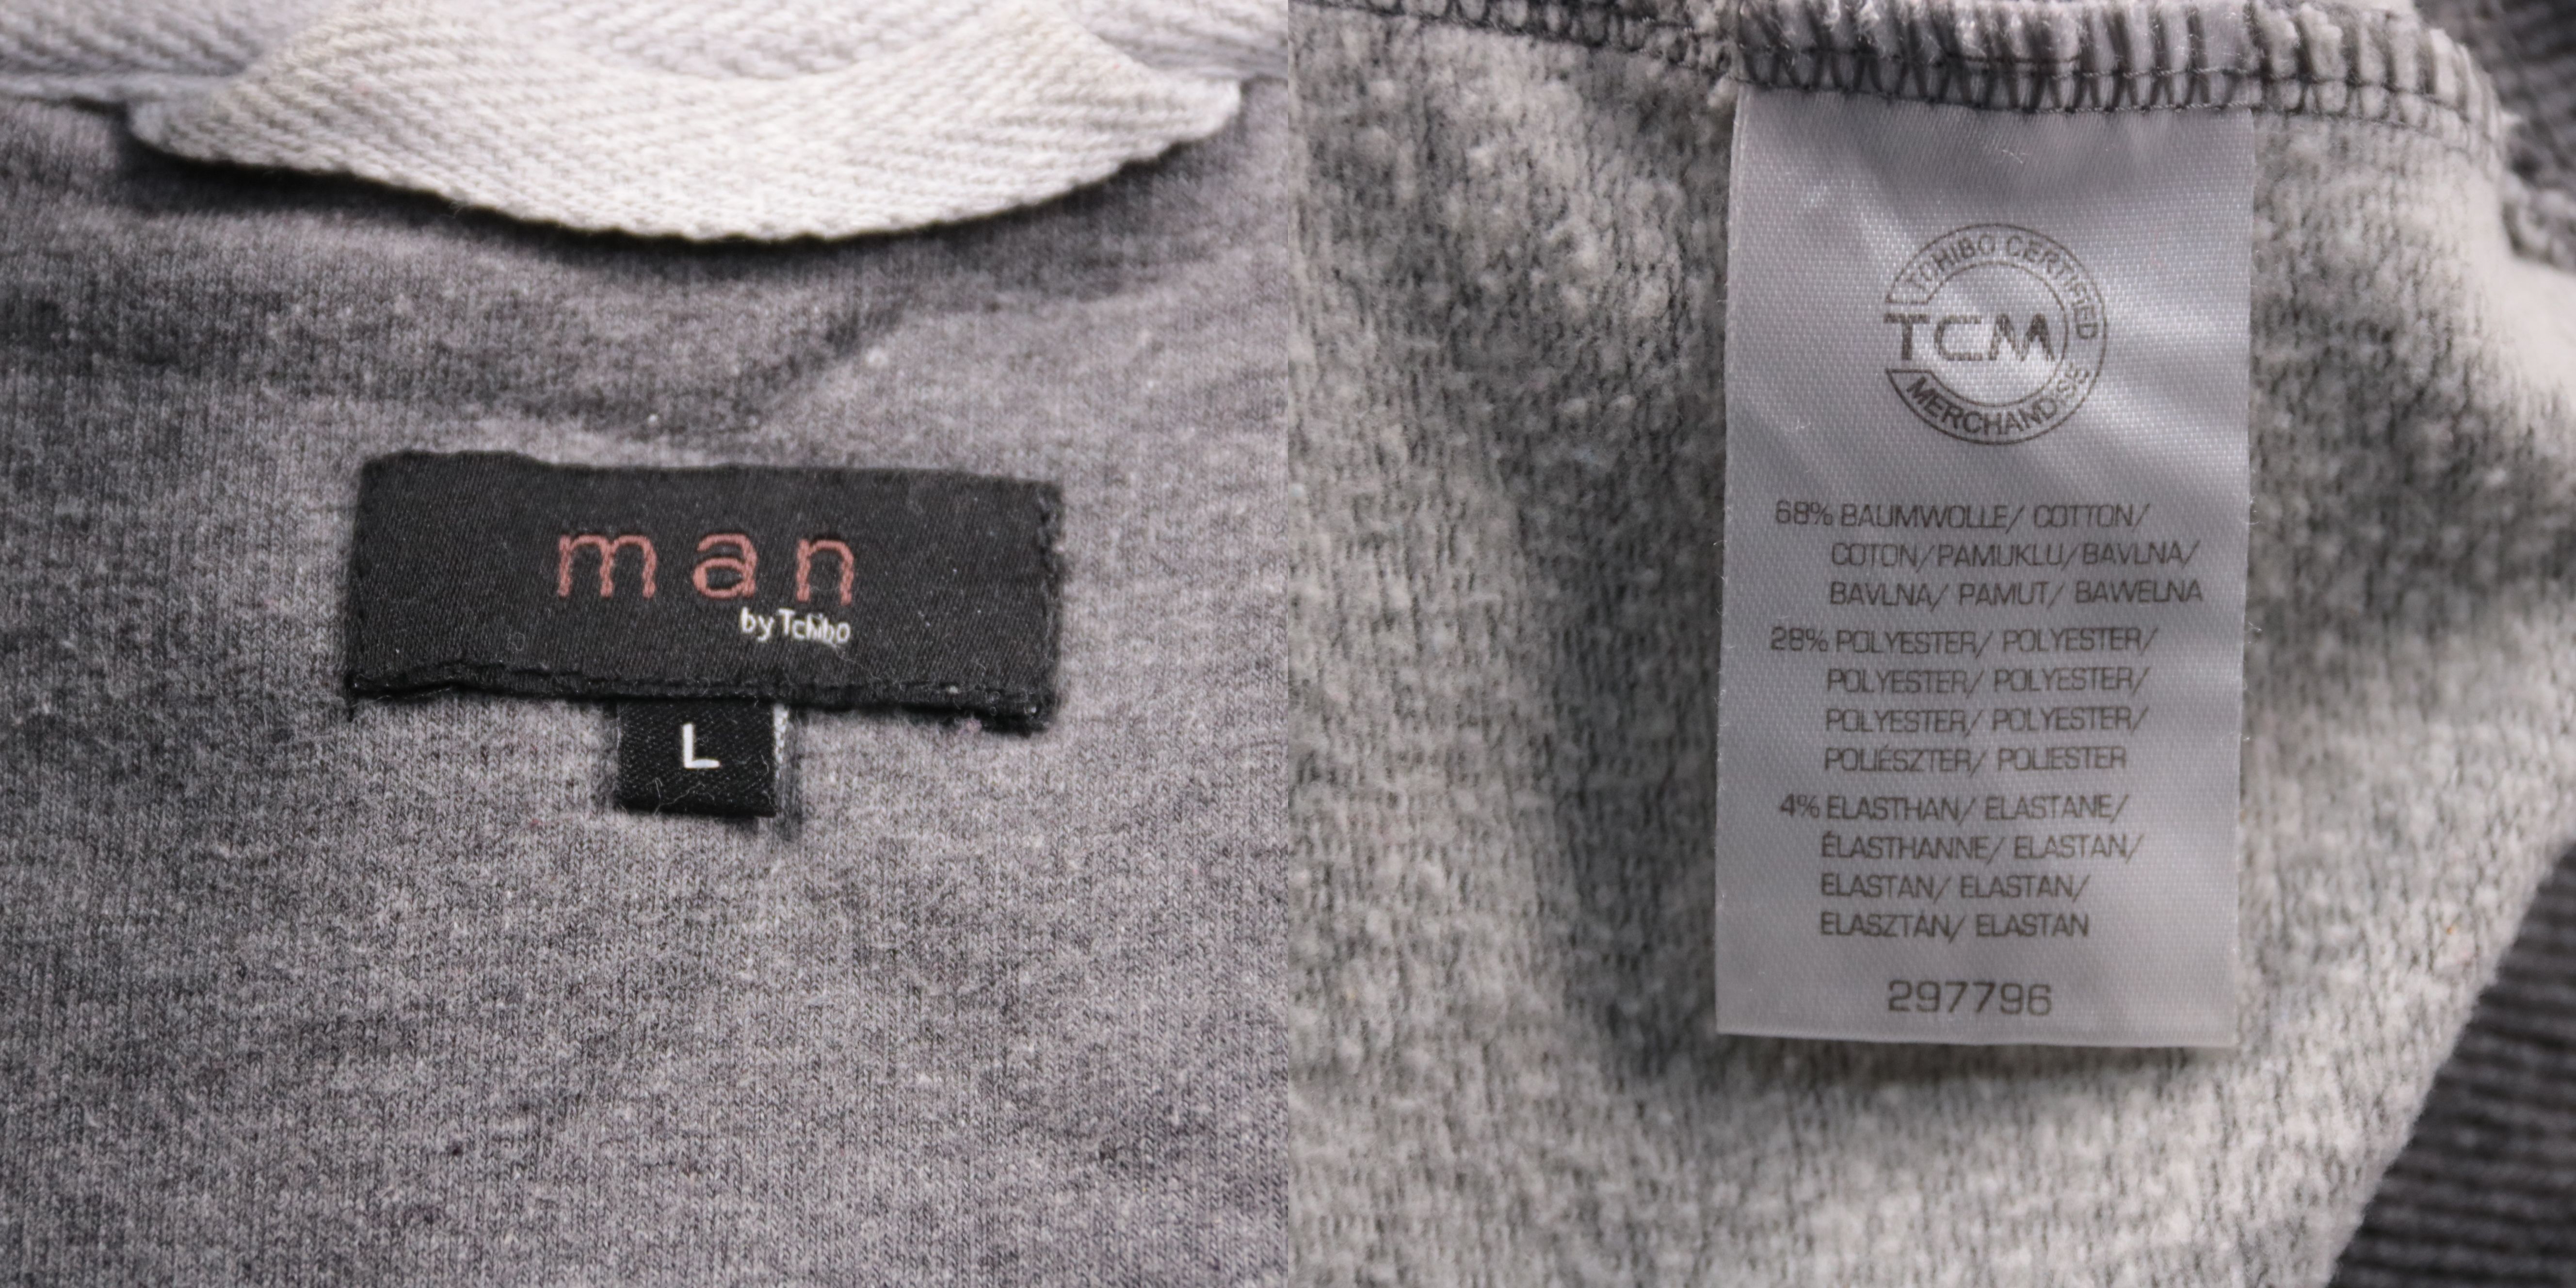 man
by Tchibo
L
TCHIBO CERTIFIED
TCM
MERCHANDISE
68% BAUMWOLLE/ COTTON/
COTON/PAMUKLU/BAVLNA/
BAVLNA/ PAMUT/ BAWEŁNA
28% POLYESTER/ POLYESTER/
POLYESTER/ POLYESTER/
POLYESTER/ POLYESTER/
POLIÉSZTER/ POLIESTER
4% ELASTHAN/ ELASTANE/
ÉLASTHANNE/ ELASTAN/
ELASTAN/ ELASTAN/
ELASZTÁN/ ELASTAN
297796